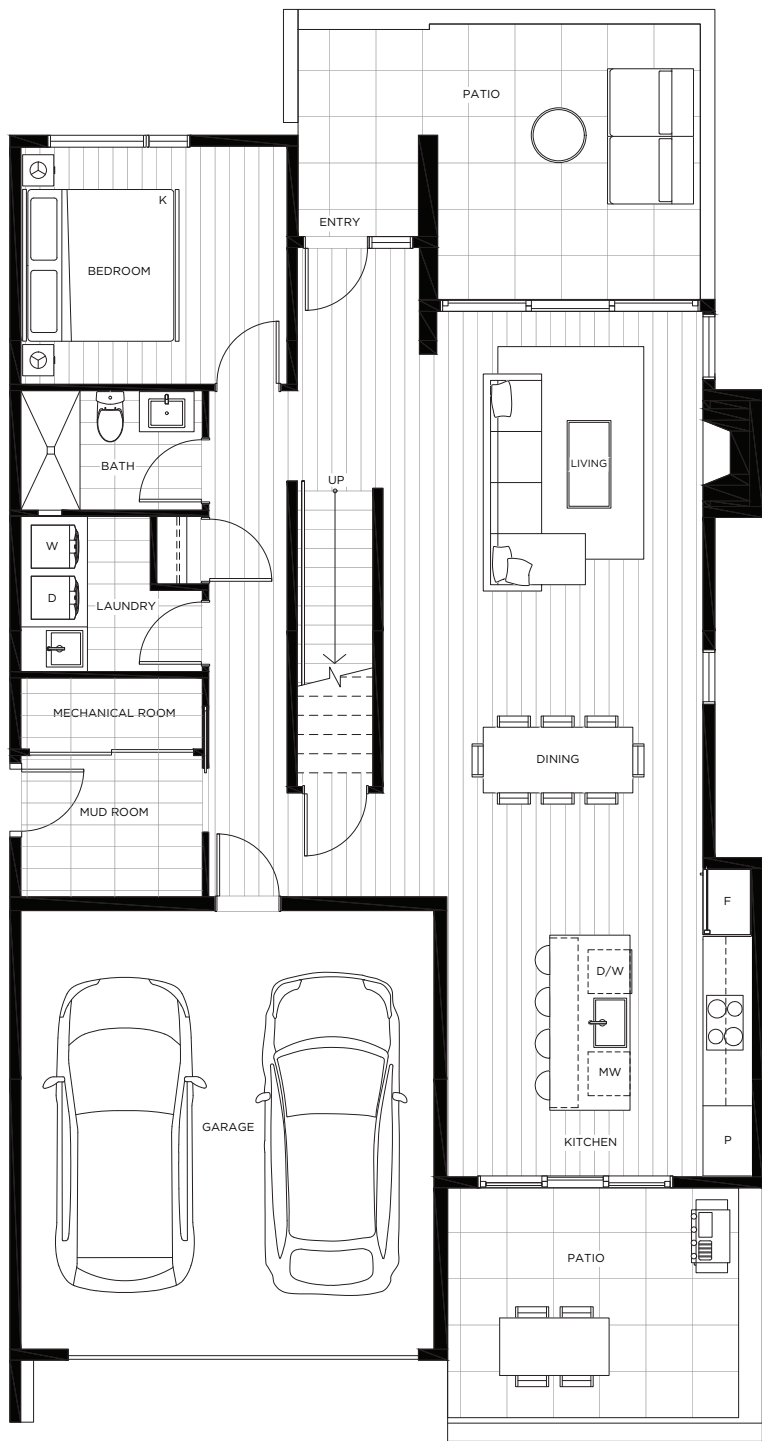 PATIO
K
ENTRY
BEDROOM
LIVING
BATH
UP
W
D
LAUNDRY
MECHANICAL ROOM
DINING
MUD ROOM
F
D/W
MW
GARAGE
KITCHEN
P
PATIO